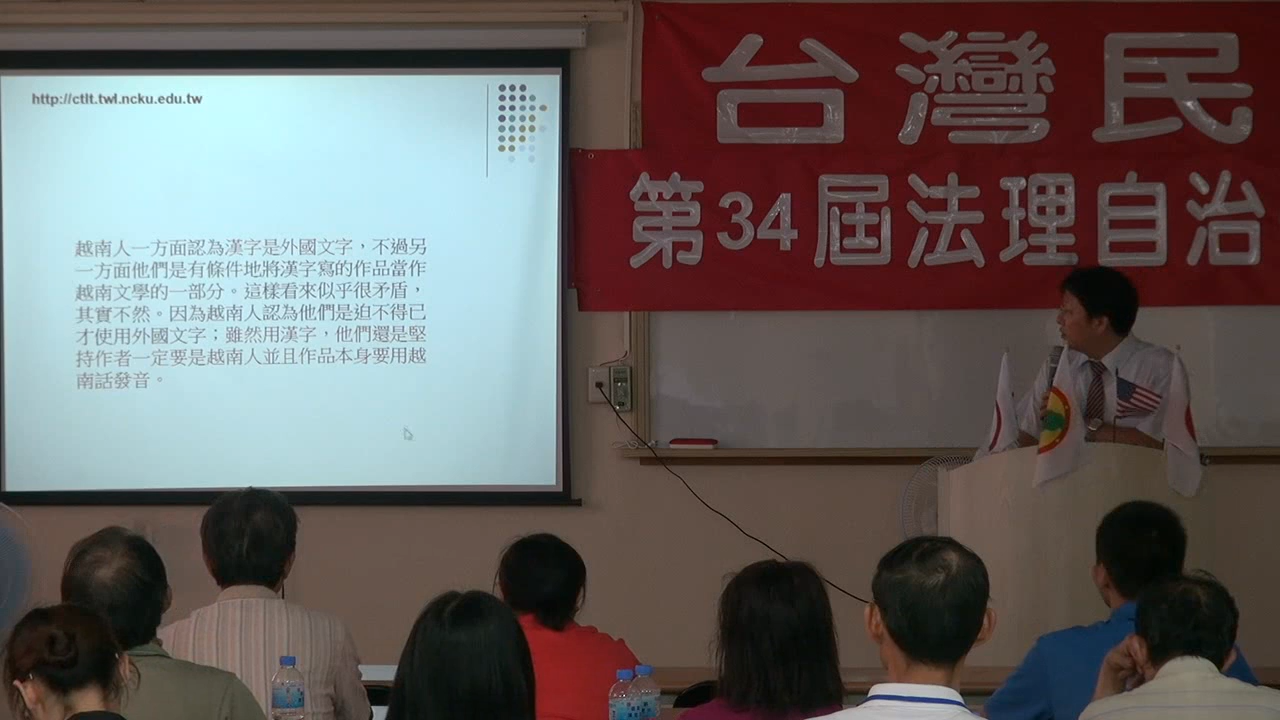 http://ctlt.twl.ncku.edu.tw
越南人一方面認為漢字是外國文字，不過另
一方面他們是有條件地將漢字寫的作品當作
越南文學的一部分。這樣看來似乎很矛盾，
其實不然。因為越南人認為他們是迫不得已
才使用外國文字；雖然用漢字，他們還是堅
持作者一定要是越南人並且作品本身要用越
南話發音。
台灣民
第34屆法理自治